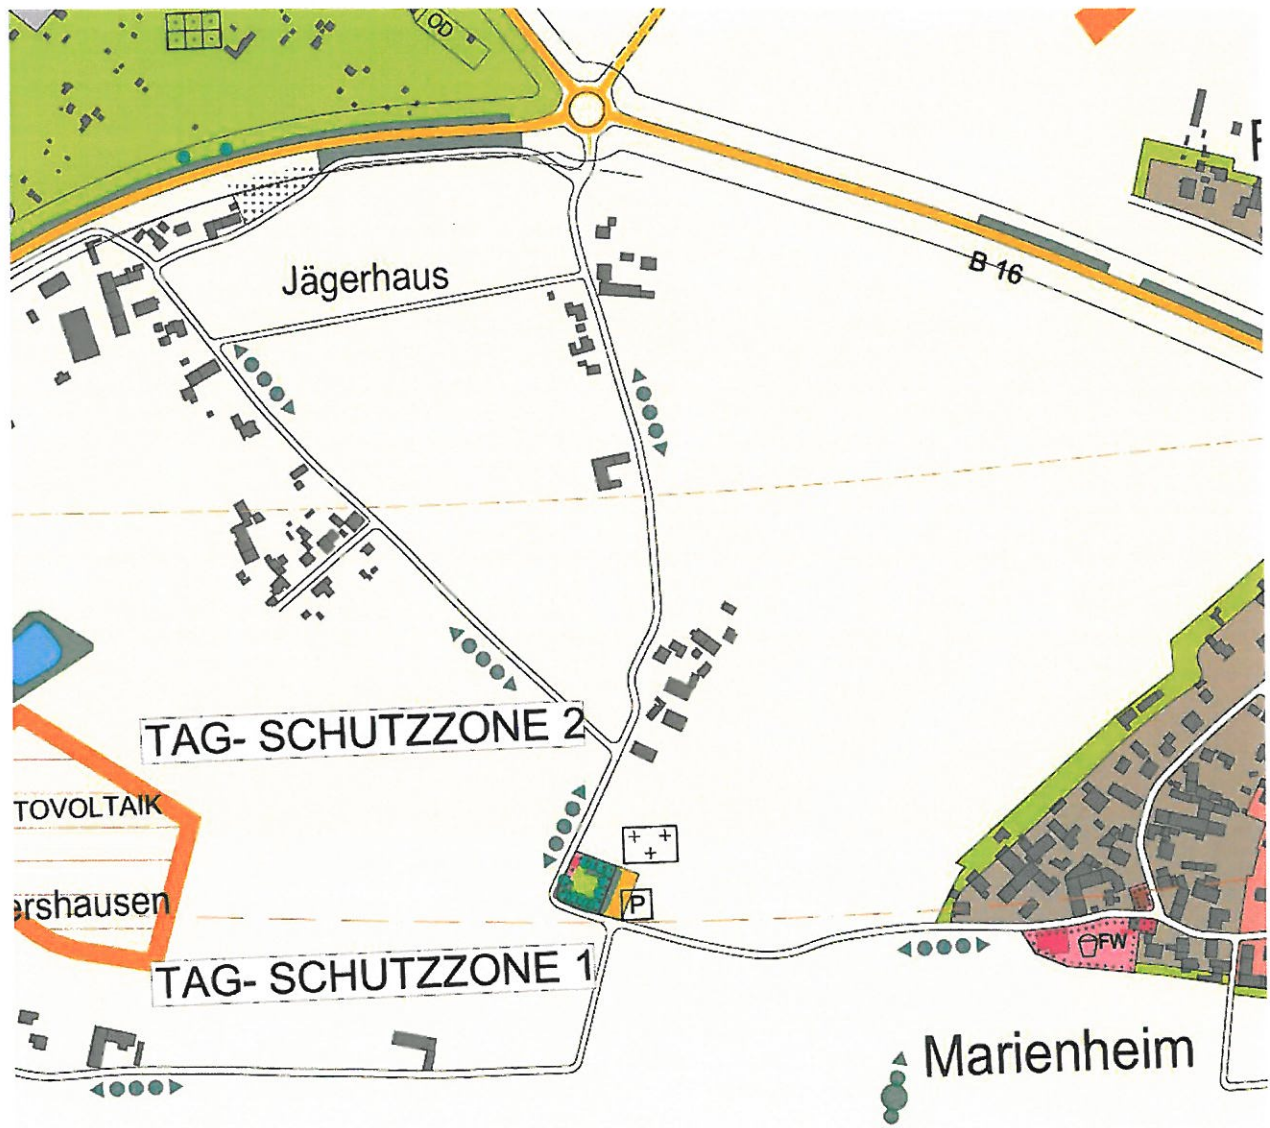 OD
Jägerhaus
B 16
TAG- SCHUTZZONE 2
TOVOLTAIK
ershausen
P
FW
TAG- SCHUTZZONE 1
Marienheim